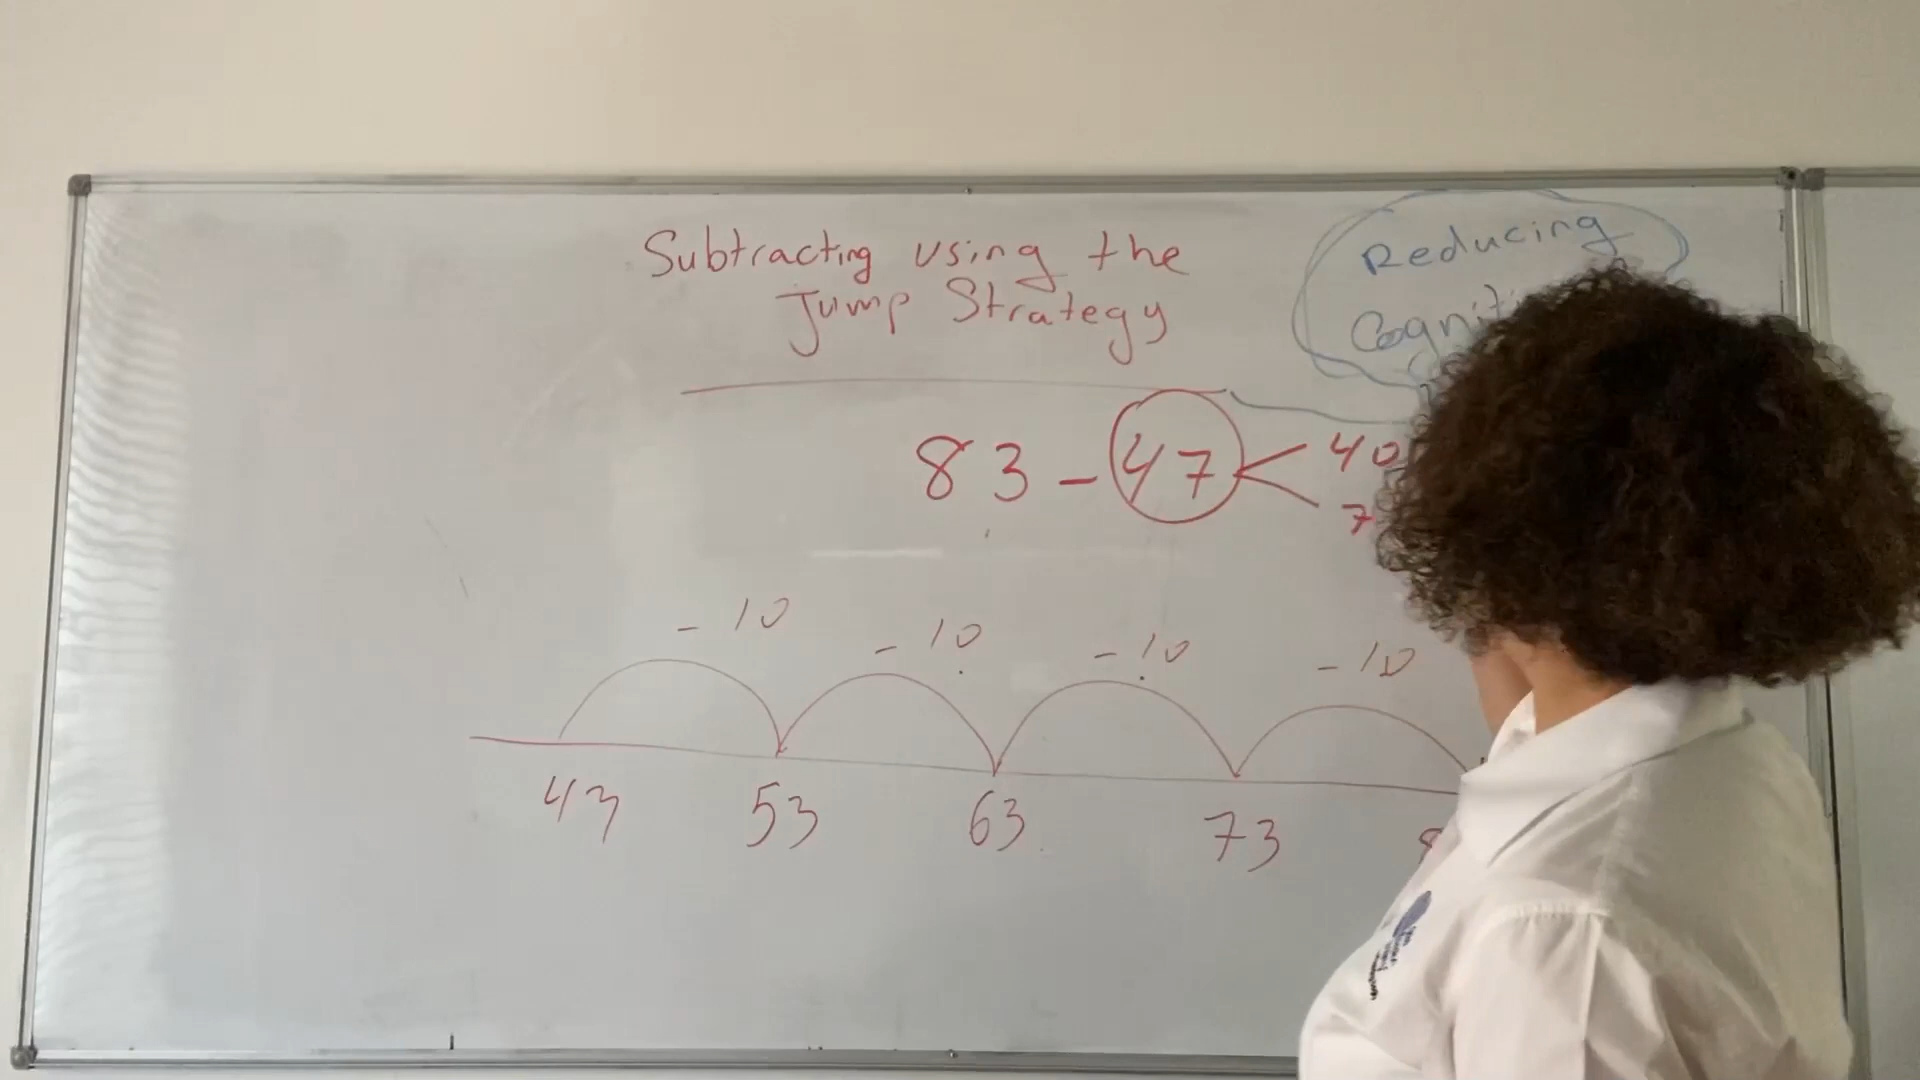 Subtracting using the
Jump Strategy
Reducing
83 - 47
40
7
- 10 - 10 - 10 - 10
43 53 63 73